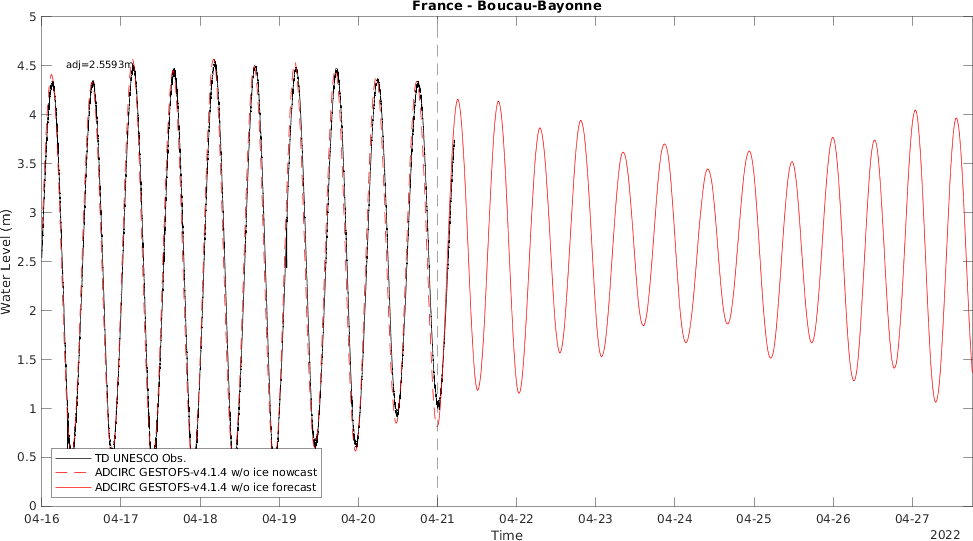 France - Boucau-Bayonne
5
4.5
4
3.5
3
2.5
2
1.5
1
0.5
0
Water Level (m)
adj=2.5593m
TD UNESCO Obs.
ADCIRC GESTOFS-v4.1.4 w/o ice nowcast
ADCIRC GESTOFS-v4.1.4 w/o ice forecast
04-16 04-17 04-18 04-19 04-20 04-21 04-22 04-23 04-24 04-25 04-26 04-27
Time
2022